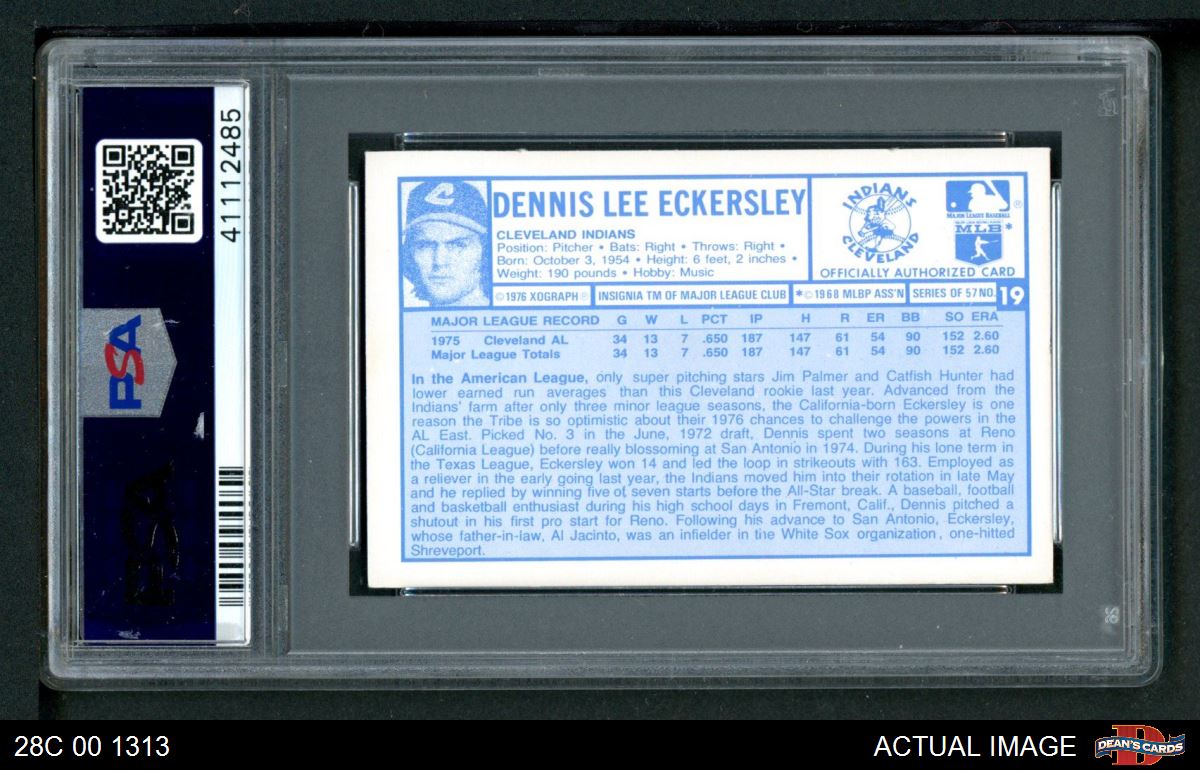 41112485
PSA
DENNIS LEE ECKERSLEY
CLEVELAND INDIANS
Position: Pitcher • Bats: Right • Throws: Right •
Born: October 3, 1954 • Height: 6 feet, 2 inches •
Weight: 190 pounds • Hobby: Music
INDIANS
CLEVELAND
MAJOR LEAGUE BASEBALL
®
MLB*
OFFICIALLY AUTHORIZED CARD
©1976 XOGRAPH® INSIGNIA TM OF MAJOR LEAGUE CLUB *©1968 MLBP ASS'N SERIES OF 57 NO. 19
MAJOR LEAGUE RECORD G W L PCT IP H R ER BB SO ERA
1975 Cleveland AL 34 13 7 .650 187 147 61 54 90 152 2.60
Major League Totals 34 13 7 .650 187 147 61 54 90 152 2.60
In the American League, only super pitching stars Jim Palmer and Catfish Hunter had
lower earned run averages than this Cleveland rookie last year. Advanced from the
Indians' farm after only three minor league seasons, the California-born Eckersley is one
reason the Tribe is so optimistic about their 1976 chances to challenge the powers in the
AL East. Picked No. 3 in the June, 1972 draft, Dennis spent two seasons at Reno
(California League) before really blossoming at San Antonio in 1974. During his lone term in
the Texas League, Eckersley won 14 and led the loop in strikeouts with 163. Employed as
a reliever in the early going last year, the Indians moved him into their rotation in late May
and he replied by winning five of seven starts before the All-Star break. A baseball, football
and basketball enthusiast during his high school days in Fremont, Calif., Dennis pitched a
shutout in his first pro start for Reno. Following his advance to San Antonio, Eckersley,
whose father-in-law, Al Jacinto, was an infielder in the White Sox organization, one-hitted
Shreveport.
PSA
28C 00 1313
ACTUAL IMAGE
D
DEAN'S CARDS